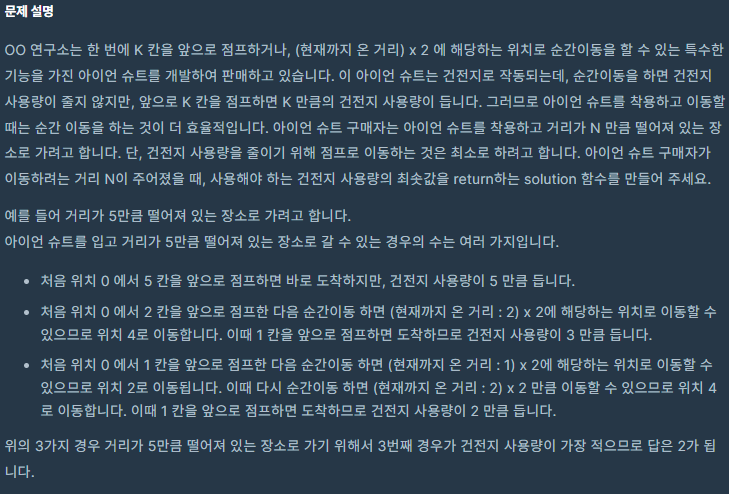 문제 설명
OO 연구소는 한 번에 K 칸을 앞으로 점프하거나, (현재까지 온 거리) x 2 에 해당하는 위치로 순간이동을 할 수 있는 특수한
기능을 가진 아이언 슈트를 개발하여 판매하고 있습니다. 이 아이언 슈트는 건전지로 작동되는데, 순간이동을 하면 건전지
사용량이 줄지 않지만, 앞으로 K 칸을 점프하면 K 만큼의 건전지 사용량이 듭니다. 그러므로 아이언 슈트를 착용하고 이동할
때는 순간 이동을 하는 것이 더 효율적입니다. 아이언 슈트 구매자는 아이언 슈트를 착용하고 거리가 N 만큼 떨어져 있는 장
소로 가려고 합니다. 단, 건전지 사용량을 줄이기 위해 점프로 이동하는 것은 최소로 하려고 합니다. 아이언 슈트 구매자가
이동하려는 거리 N이 주어졌을 때, 사용해야 하는 건전지 사용량의 최솟값을 return하는 solution 함수를 만들어 주세요.
예를 들어 거리가 5만큼 떨어져 있는 장소로 가려고 합니다.
아이언 슈트를 입고 거리가 5만큼 떨어져 있는 장소로 갈 수 있는 경우의 수는 여러 가지입니다.
• 처음 위치 0 에서 5 칸을 앞으로 점프하면 바로 도착하지만, 건전지 사용량이 5 만큼 듭니다.
• 처음 위치 0 에서 2 칸을 앞으로 점프한 다음 순간이동 하면 (현재까지 온 거리 : 2) x 2에 해당하는 위치로 이동할 수
있으므로 위치 4로 이동합니다. 이때 1 칸을 앞으로 점프하면 도착하므로 건전지 사용량이 3 만큼 듭니다.
• 처음 위치 0 에서 1 칸을 앞으로 점프한 다음 순간이동 하면 (현재까지 온 거리 : 1) x 2에 해당하는 위치로 이동할 수
있으므로 위치 2로 이동됩니다. 이때 다시 순간이동 하면 (현재까지 온 거리 : 2) x 2 만큼 이동할 수 있으므로 위치 4
로 이동합니다. 이때 1 칸을 앞으로 점프하면 도착하므로 건전지 사용량이 2 만큼 듭니다.
위의 3가지 경우 거리가 5만큼 떨어져 있는 장소로 가기 위해서 3번째 경우가 건전지 사용량이 가장 적으므로 답은 2가 됩
니다.